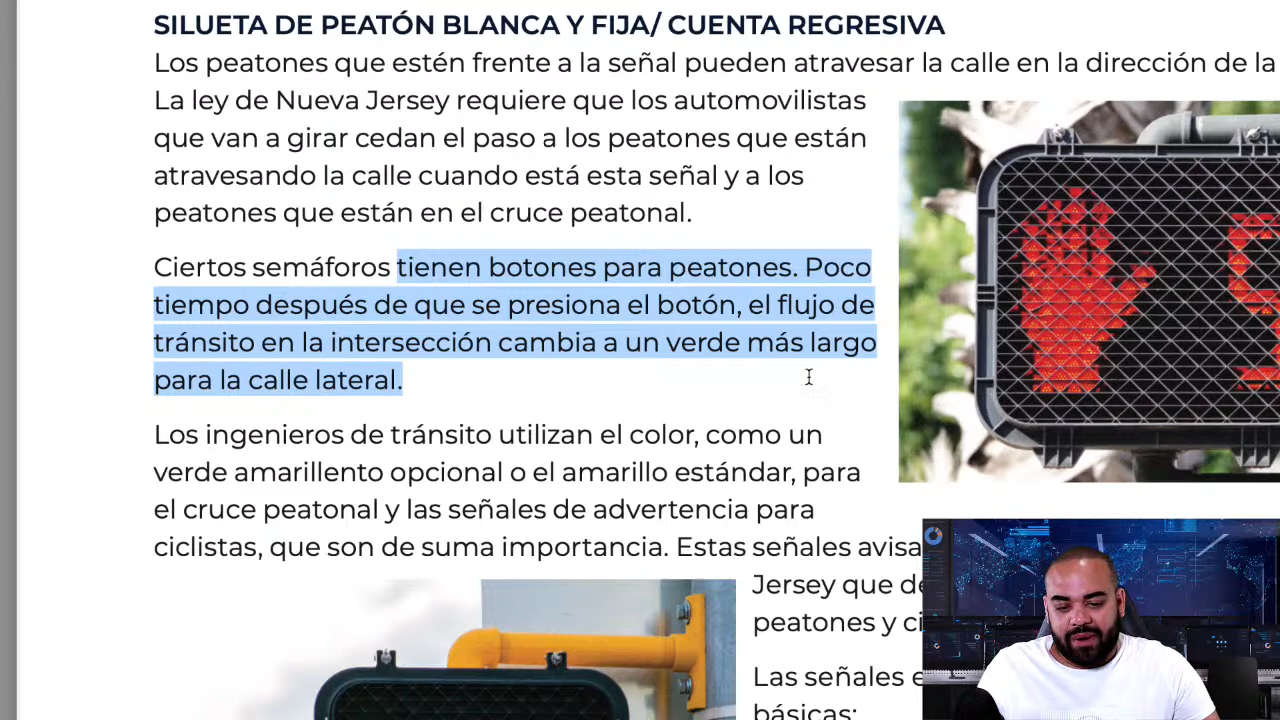 SILUETA DE PEATÓN BLANCA Y FIJA/ CUENTA REGRESIVA
Los peatones que estén frente a la señal pueden atravesar la calle en la dirección de la
La ley de Nueva Jersey requiere que los automovilistas
que van a girar cedan el paso a los peatones que están
atravesando la calle cuando está esta señal y a los
peatones que están en el cruce peatonal.
Ciertos semáforos tienen botones para peatones. Poco
tiempo después de que se presiona el botón, el flujo de
tránsito en la intersección cambia a un verde más largo
para la calle lateral.
Los ingenieros de tránsito utilizan el color, como un
verde amarillento opcional o el amarillo estándar, para
el cruce peatonal y las señales de advertencia para
ciclistas, que son de suma importancia. Estas señales
Jersey que
peatones y
Las señales
básicas: